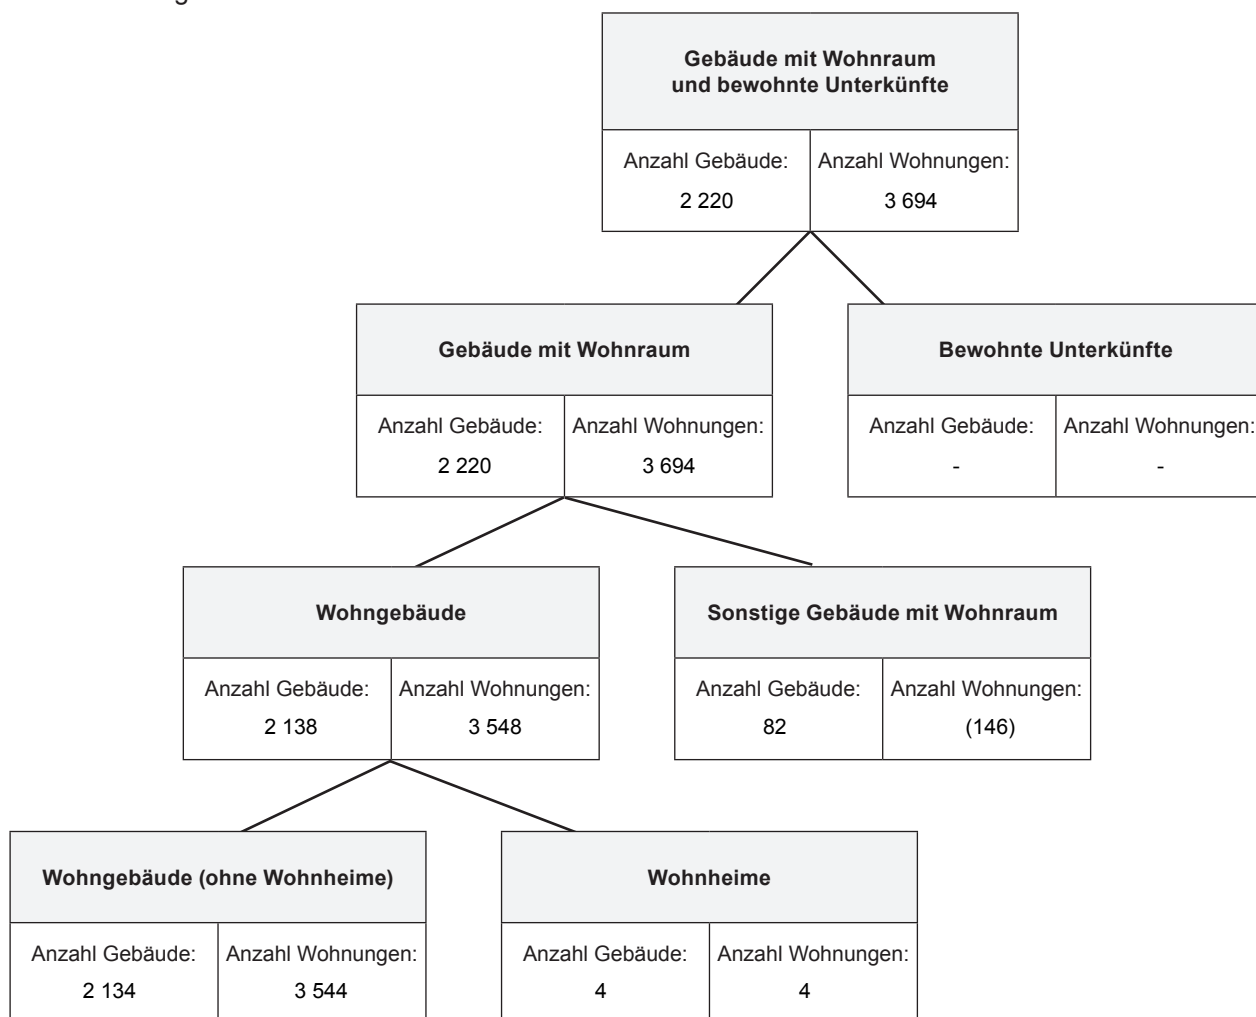 Gebäude mit Wohnraum
und bewohnte Unterkünfte
Anzahl Gebäude:
Anzahl Wohnungen:
2 220
3 694
Gebäude mit Wohnraum
Bewohnte Unterkünfte
Anzahl Gebäude:
Anzahl Wohnungen:
Anzahl Gebäude:
Anzahl Wohnungen:
2 220
3 694
-
-
Wohngebäude
Sonstige Gebäude mit Wohnraum
Anzahl Gebäude:
Anzahl Wohnungen:
Anzahl Gebäude:
Anzahl Wohnungen:
2 138
3 548
82
(146)
Wohngebäude (ohne Wohnheime)
Wohnheime
Anzahl Gebäude:
Anzahl Wohnungen:
Anzahl Gebäude:
Anzahl Wohnungen:
2 134
3 544
4
4